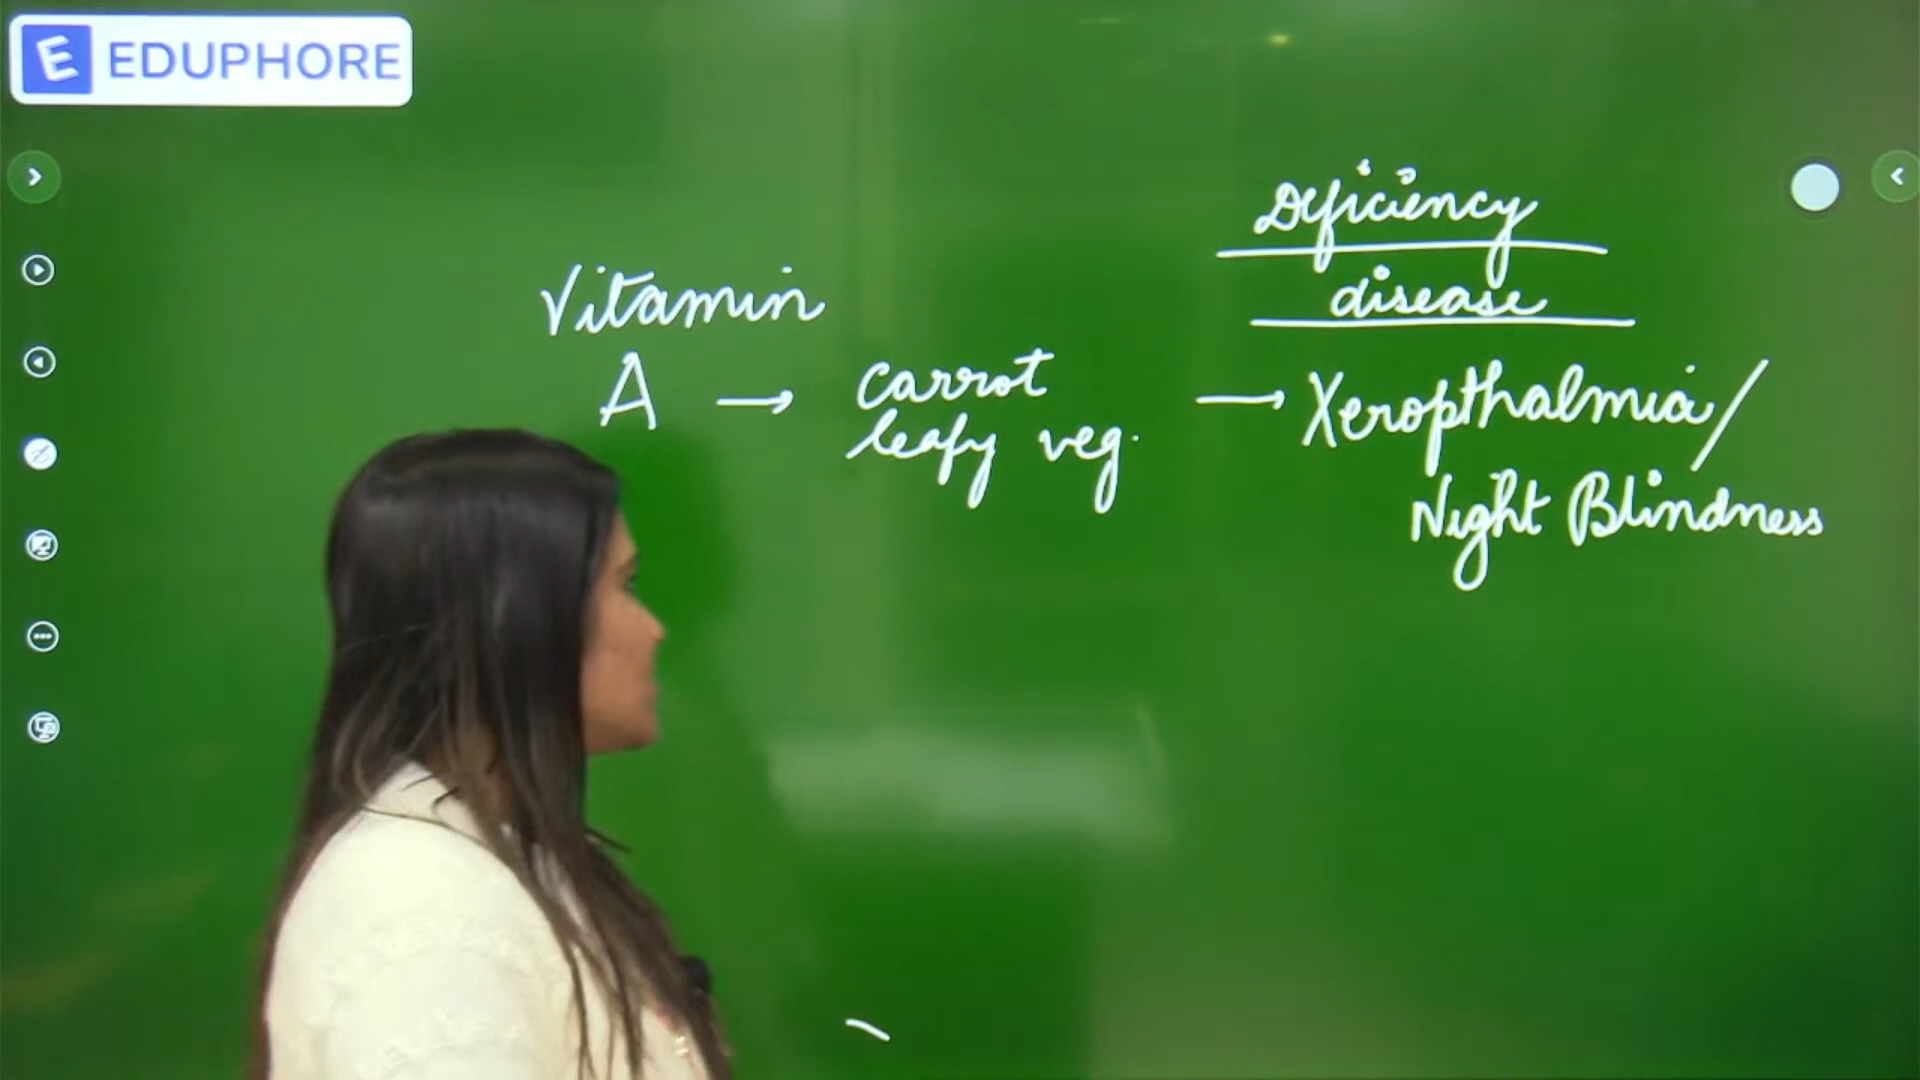 EDUPHORE
Deficiency
disease
Vitamin
A → carrot → Xeropthalmia/
leafy veg.
Night Blindness